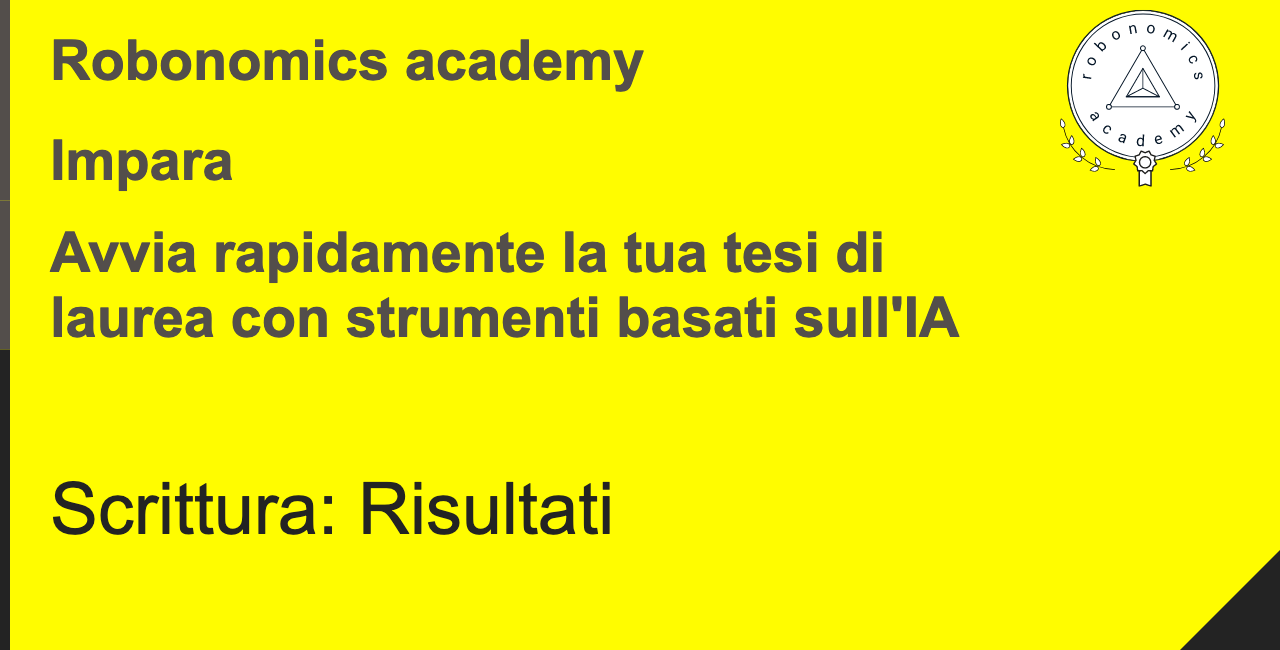 Robonomics academy
robonomics
academy
Impara
Avvia rapidamente la tua tesi di
laurea con strumenti basati sull'IA
Scrittura: Risultati